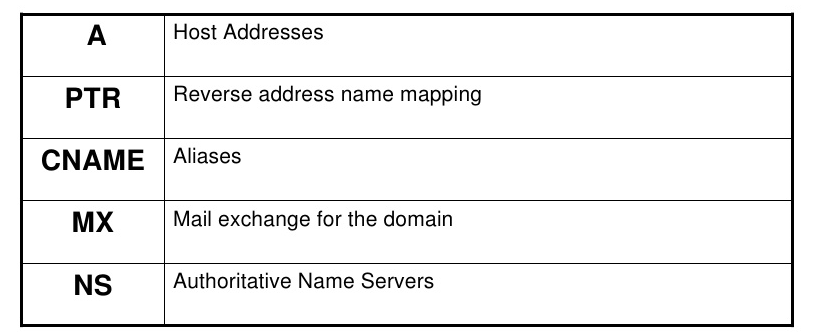 A Host Addresses
PTR Reverse address name mapping
CNAME Aliases
MX Mail exchange for the domain
NS Authoritative Name Servers